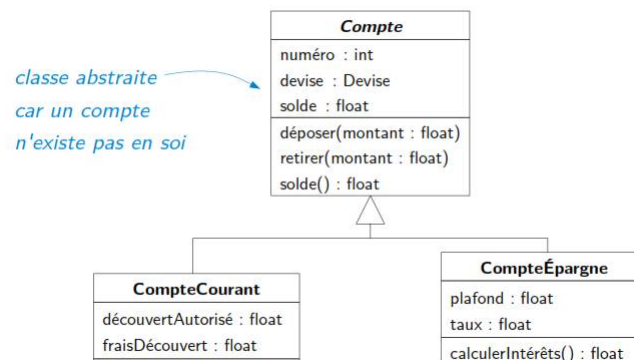 Compte
numéro : int
devise : Devise
solde : float
déposer(montant : float)
retirer(montant : float)
solde() : float
classe abstraite
car un compte
n'existe pas en soi
CompteCourant
découvertAutorisé : float
fraisDécouvert : float
CompteÉpargne
plafond : float
taux : float
calculerIntérêts() : float